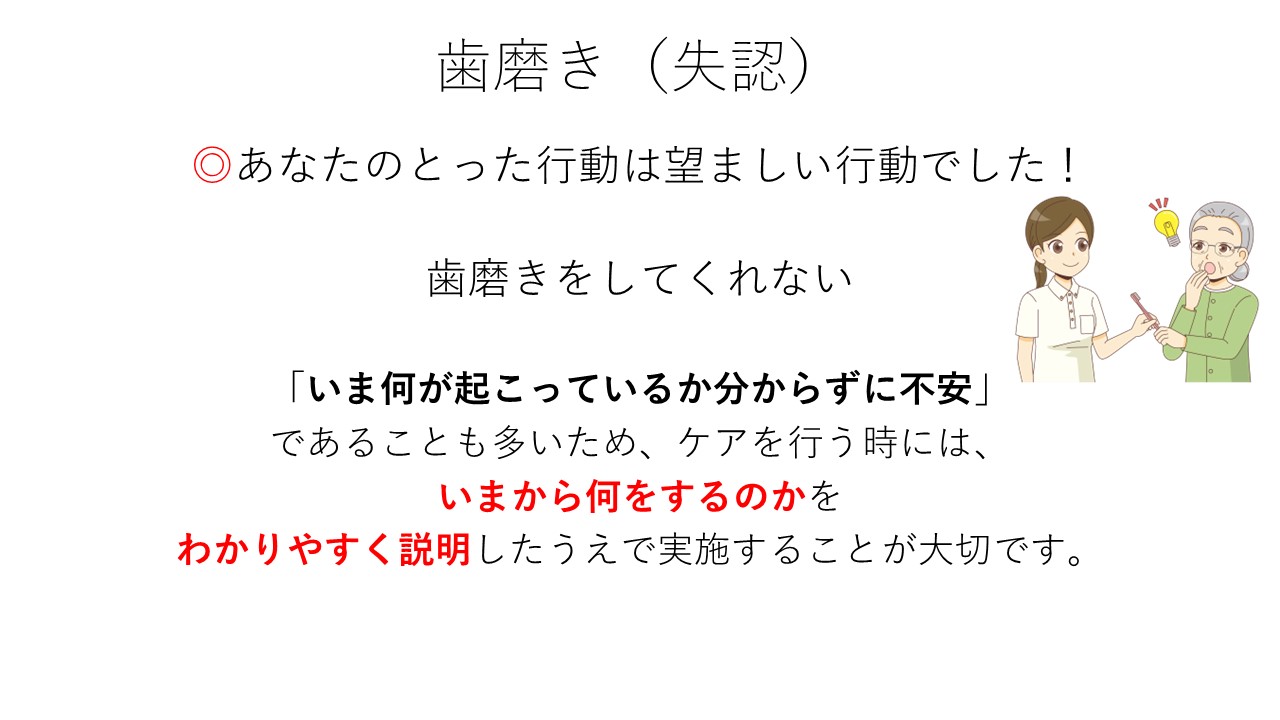 歯磨き（失認）
◎あなたのとった行動は望ましい行動でした！
歯磨きをしてくれない
「いま何が起こっているか分からずに不安」
であることも多いため、ケアを行う時には、
いまから何をするのかを
わかりやすく説明したうえで実施することが大切です。